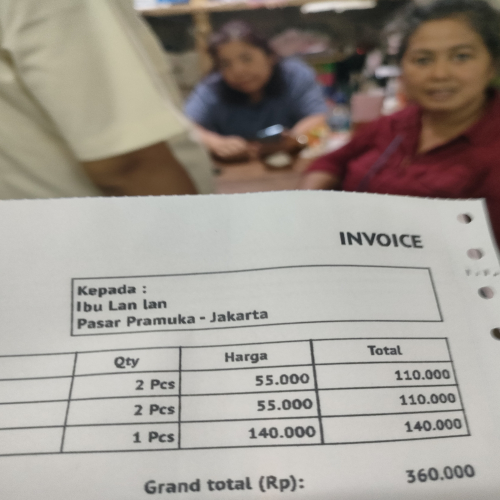 INVOICE
Kepada :
Ibu Lan lan
Pasar Pramuka - Jakarta
Qty Harga Total
2 Pcs 55.000 110.000
2 Pcs 55.000 110.000
1 Pcs 140.000 140.000
Grand total (Rp): 360.000